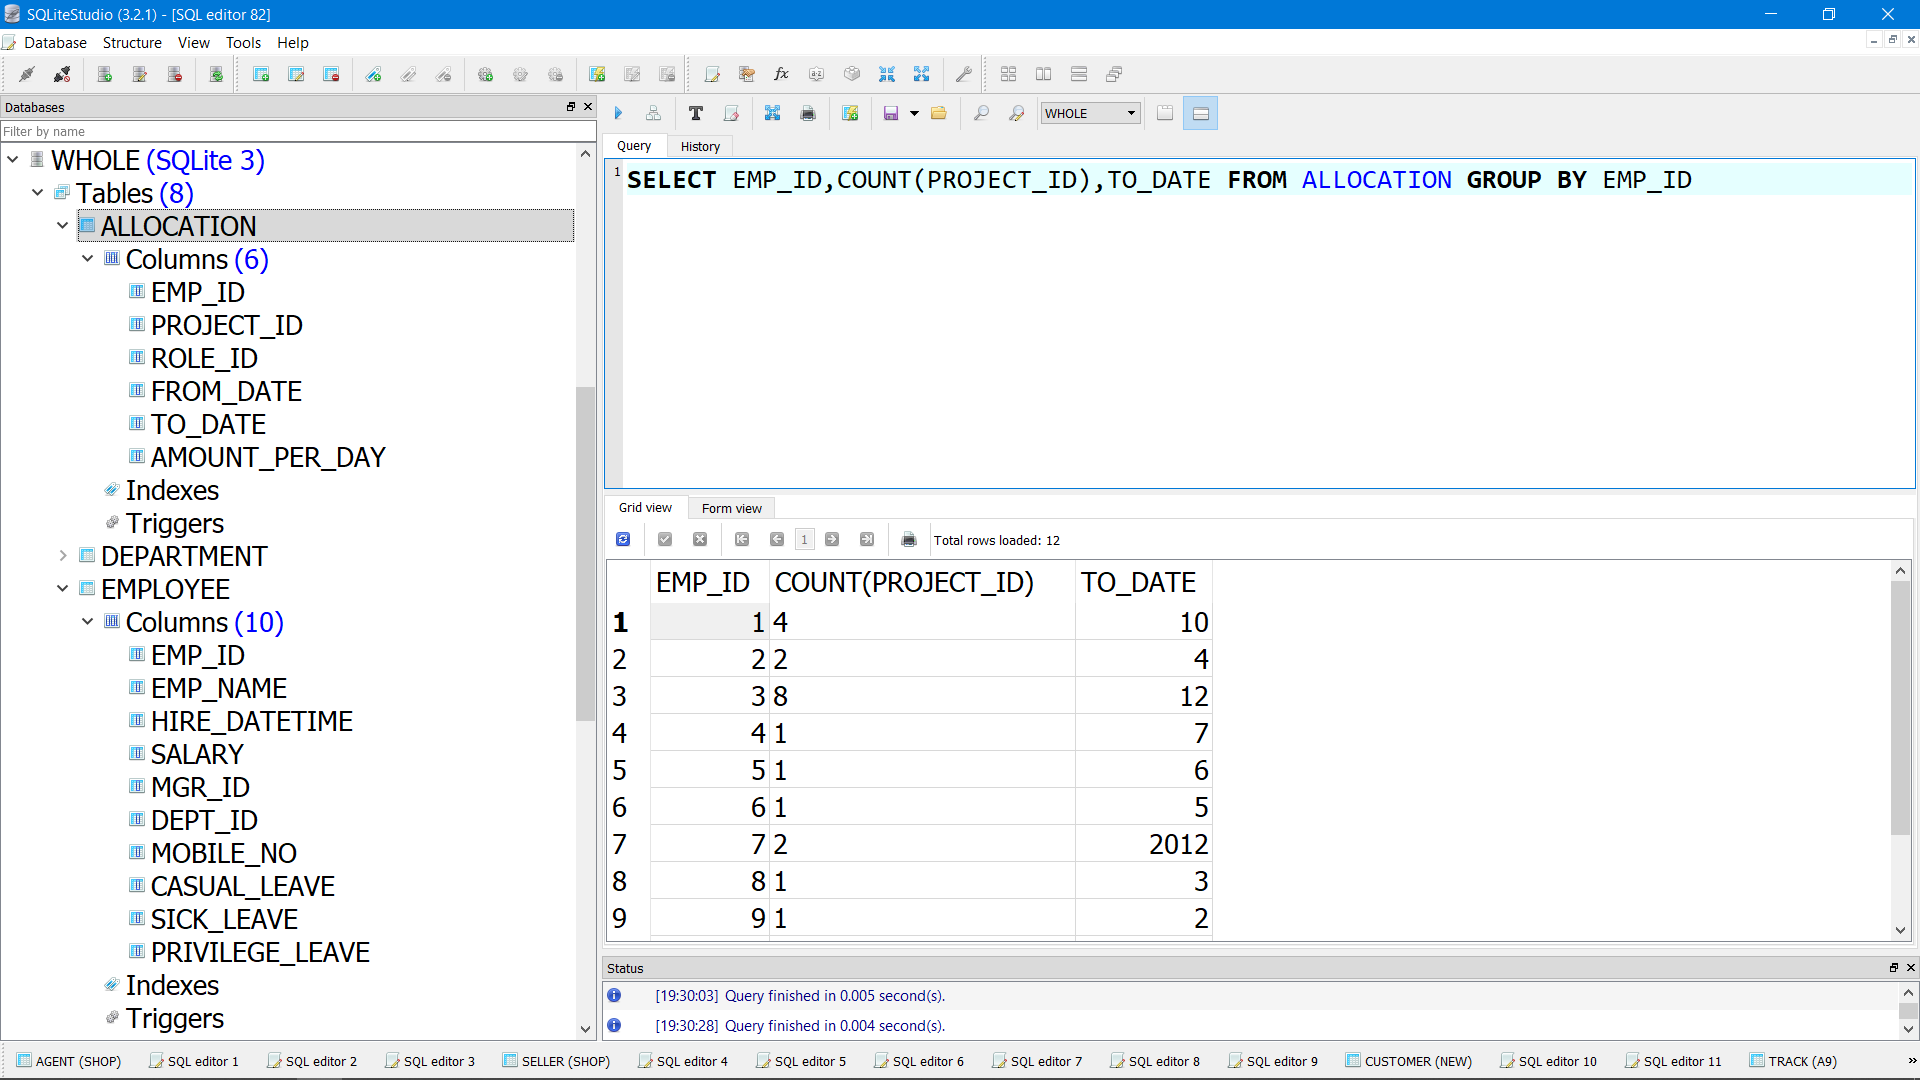 SQLiteStudio (3.2.1) - [SQL editor 82]
Database Structure View Tools Help
Databases
Filter by name
WHOLE (SQLite 3)
Tables (8)
ALLOCATION
Columns (6)
EMP_ID
PROJECT_ID
ROLE_ID
FROM_DATE
TO_DATE
AMOUNT_PER_DAY
Indexes
Triggers
DEPARTMENT
EMPLOYEE
Columns (10)
EMP_ID
EMP_NAME
HIRE_DATETIME
SALARY
MGR_ID
DEPT_ID
MOBILE_NO
CASUAL_LEAVE
SICK_LEAVE
PRIVILEGE_LEAVE
Indexes
Triggers
WHOLE
Query History
1 SELECT EMP_ID,COUNT(PROJECT_ID),TO_DATE FROM ALLOCATION GROUP BY EMP_ID
Grid view Form view
1 Total rows loaded: 12
EMP_ID COUNT(PROJECT_ID) TO_DATE
1 1 4 10
2 2 2 4
3 3 8 12
4 4 1 7
5 5 1 6
6 6 1 5
7 7 2 2012
8 8 1 3
9 9 1 2
Status
[19:30:03] Query finished in 0.005 second(s).
[19:30:28] Query finished in 0.004 second(s).
AGENT (SHOP) SQL editor 1 SQL editor 2 SQL editor 3 SELLER (SHOP) SQL editor 4 SQL editor 5 SQL editor 6 SQL editor 7 SQL editor 8 SQL editor 9 CUSTOMER (NEW) SQL editor 10 SQL editor 11 TRACK (A9) »